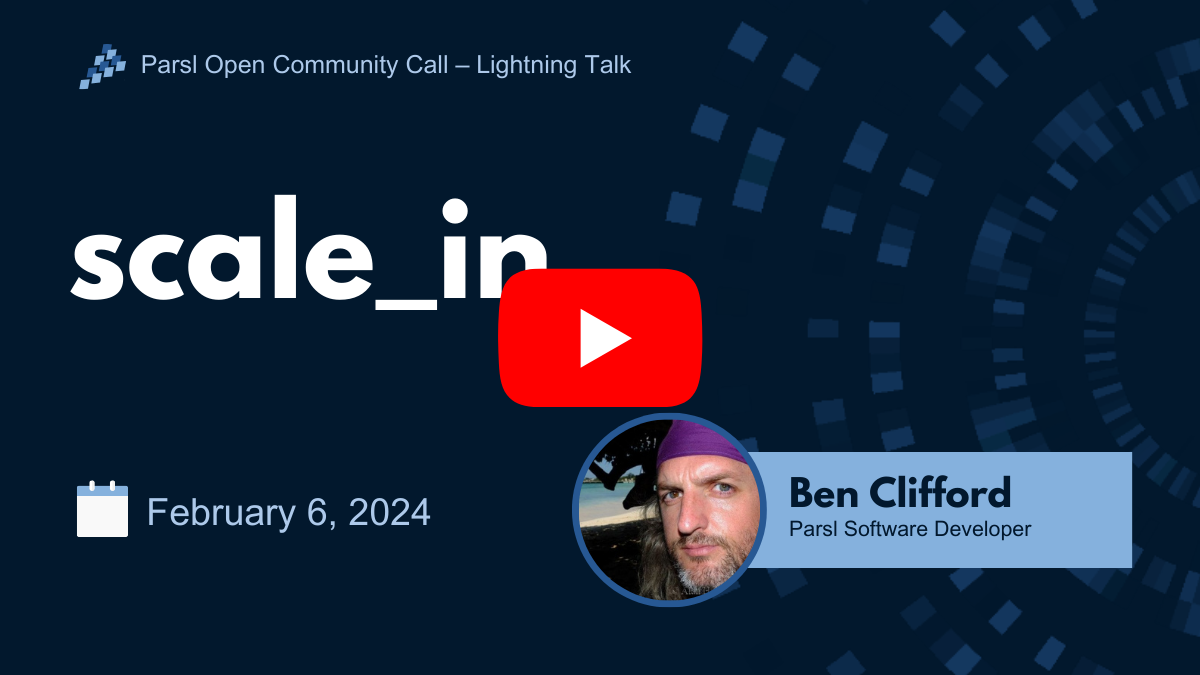 Parsl Open Community Call – Lightning Talk
scale_in
February 6, 2024
Ben Clifford
Parsl Software Developer